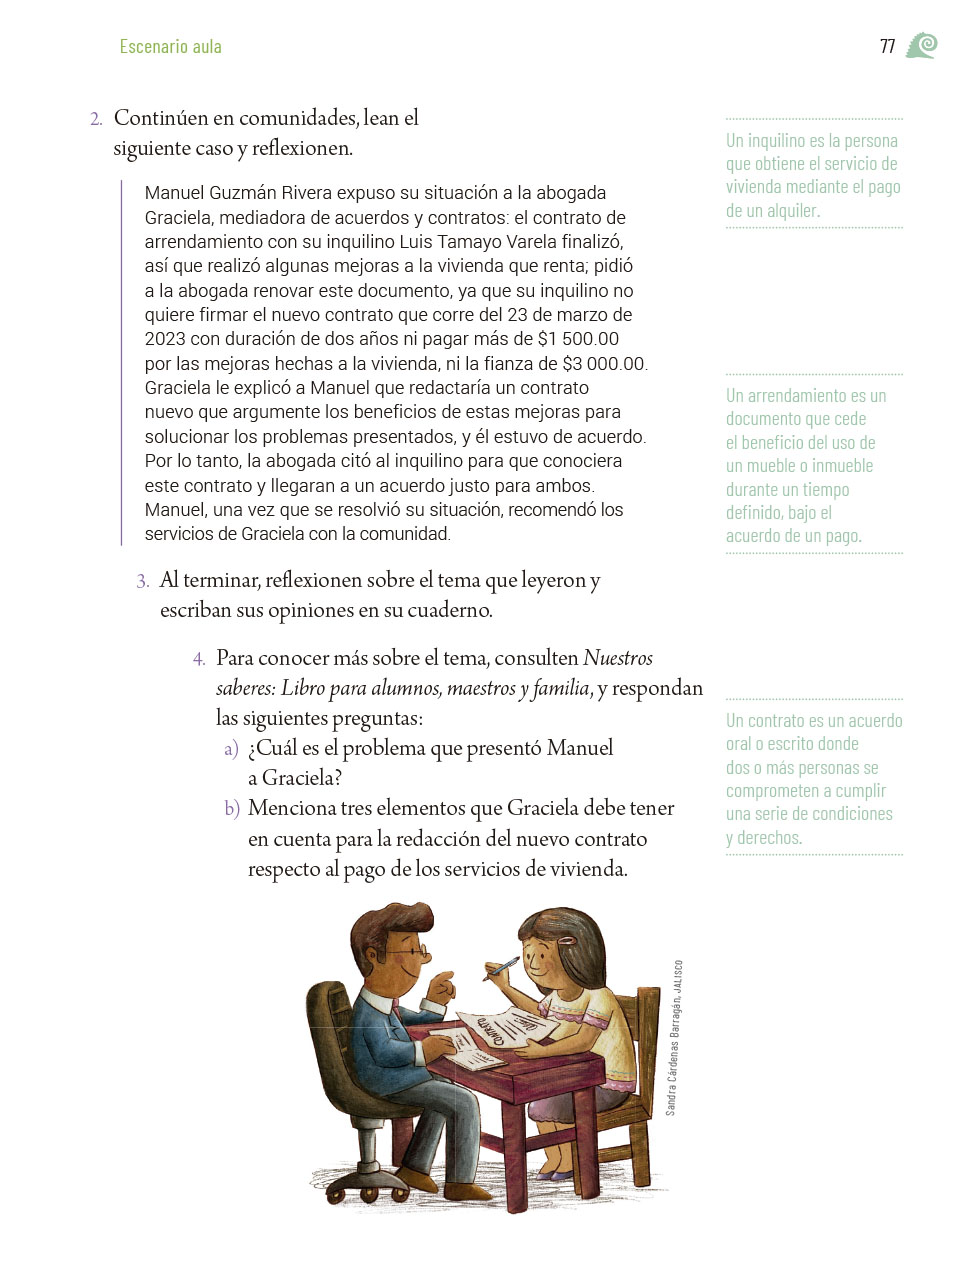 Escenario aula
77
2. Continúen en comunidades, lean el
siguiente caso y reflexionen.
Manuel Guzmán Rivera expuso su situación a la abogada
Graciela, mediadora de acuerdos y contratos: el contrato de
arrendamiento con su inquilino Luis Tamayo Varela finalizó,
así que realizó algunas mejoras a la vivienda que renta; pidió
a la abogada renovar este documento, ya que su inquilino no
quiere firmar el nuevo contrato que corre del 23 de marzo de
2023 con duración de dos años ni pagar más de $1 500.00
por las mejoras hechas a la vivienda, ni la fianza de $3 000.00.
Graciela le explicó a Manuel que redactaría un contrato
nuevo que argumente los beneficios de estas mejoras para
solucionar los problemas presentados, y él estuvo de acuerdo.
Por lo tanto, la abogada citó al inquilino para que conociera
este contrato y llegaran a un acuerdo justo para ambos.
Manuel, una vez que se resolvió su situación, recomendó los
servicios de Graciela con la comunidad.
3. Al terminar, reflexionen sobre el tema que leyeron y
escriban sus opiniones en su cuaderno.
4. Para conocer más sobre el tema, consulten Nuestros
saberes: Libro para alumnos, maestros y familia, y respondan
las siguientes preguntas:
a) ¿Cuál es el problema que presentó Manuel
a Graciela?
b) Menciona tres elementos que Graciela debe tener
en cuenta para la redacción del nuevo contrato
respecto al pago de los servicios de vivienda.
Un inquilino es la persona
que obtiene el servicio de
vivienda mediante el pago
de un alquiler.
Un arrendamiento es un
documento que cede
el beneficio del uso de
un mueble o inmueble
durante un tiempo
definido, bajo el
acuerdo de un pago.
Un contrato es un acuerdo
oral o escrito donde
dos o más personas se
comprometen a cumplir
una serie de condiciones
y derechos.
CONTRATO
Sandra Cárdenas Barragán, JALISCO